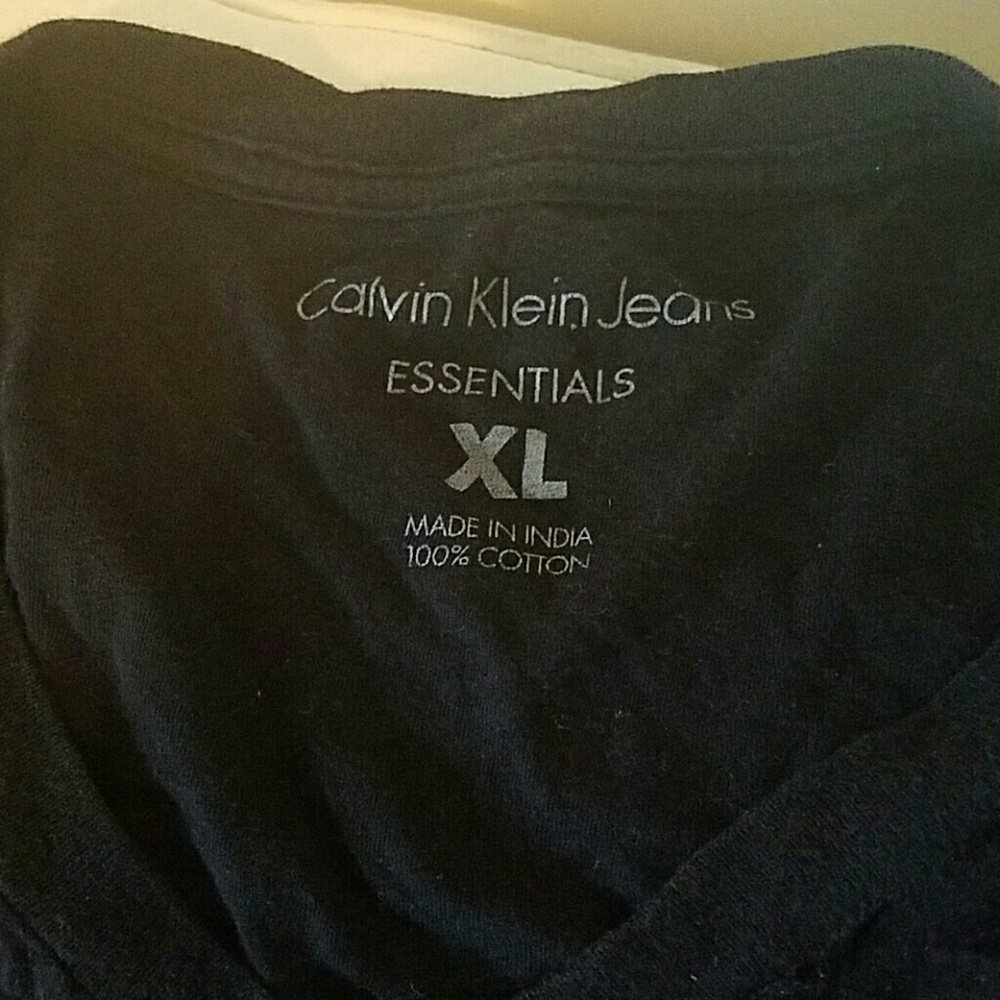 Calvin Klein Jeans
ESSENTIALS
XL
MADE IN INDIA
100% COTTON